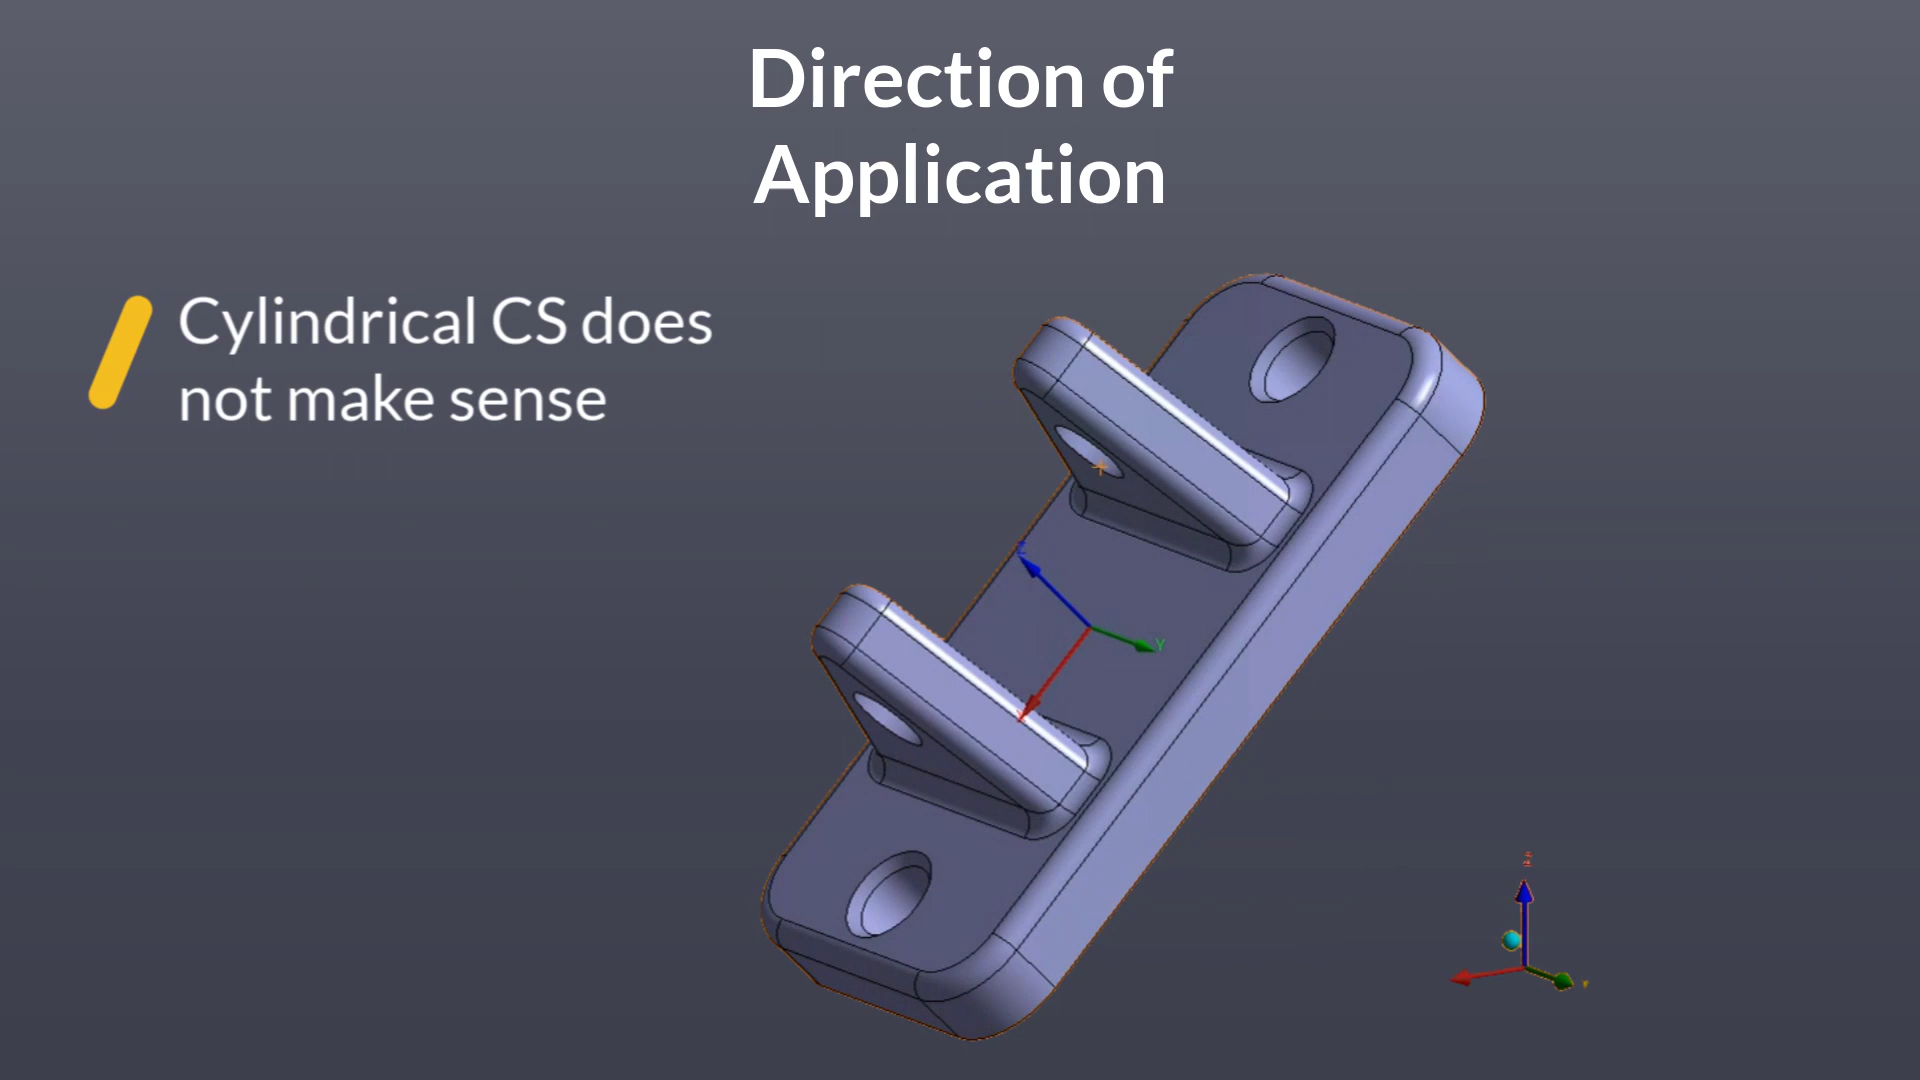 Direction of
Application
Cylindrical CS does
not make sense
Z
Y
X
Z
Y